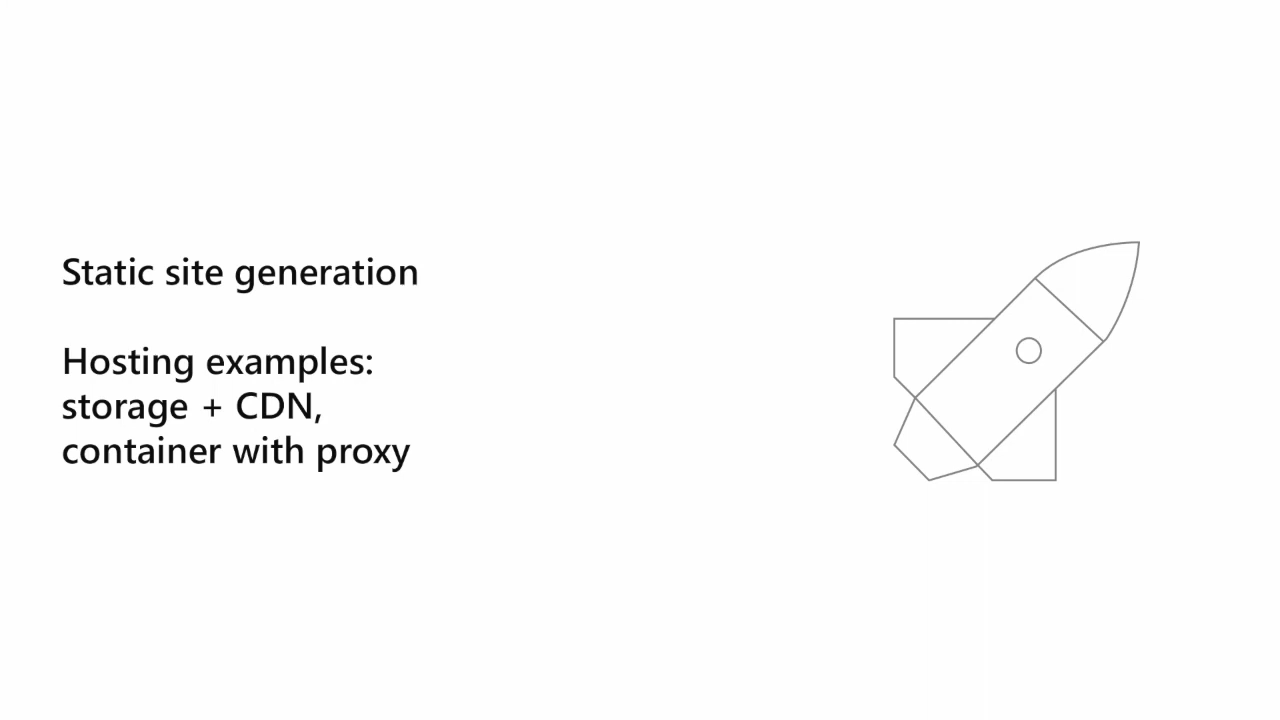 Static site generation
Hosting examples:
storage + CDN,
container with proxy